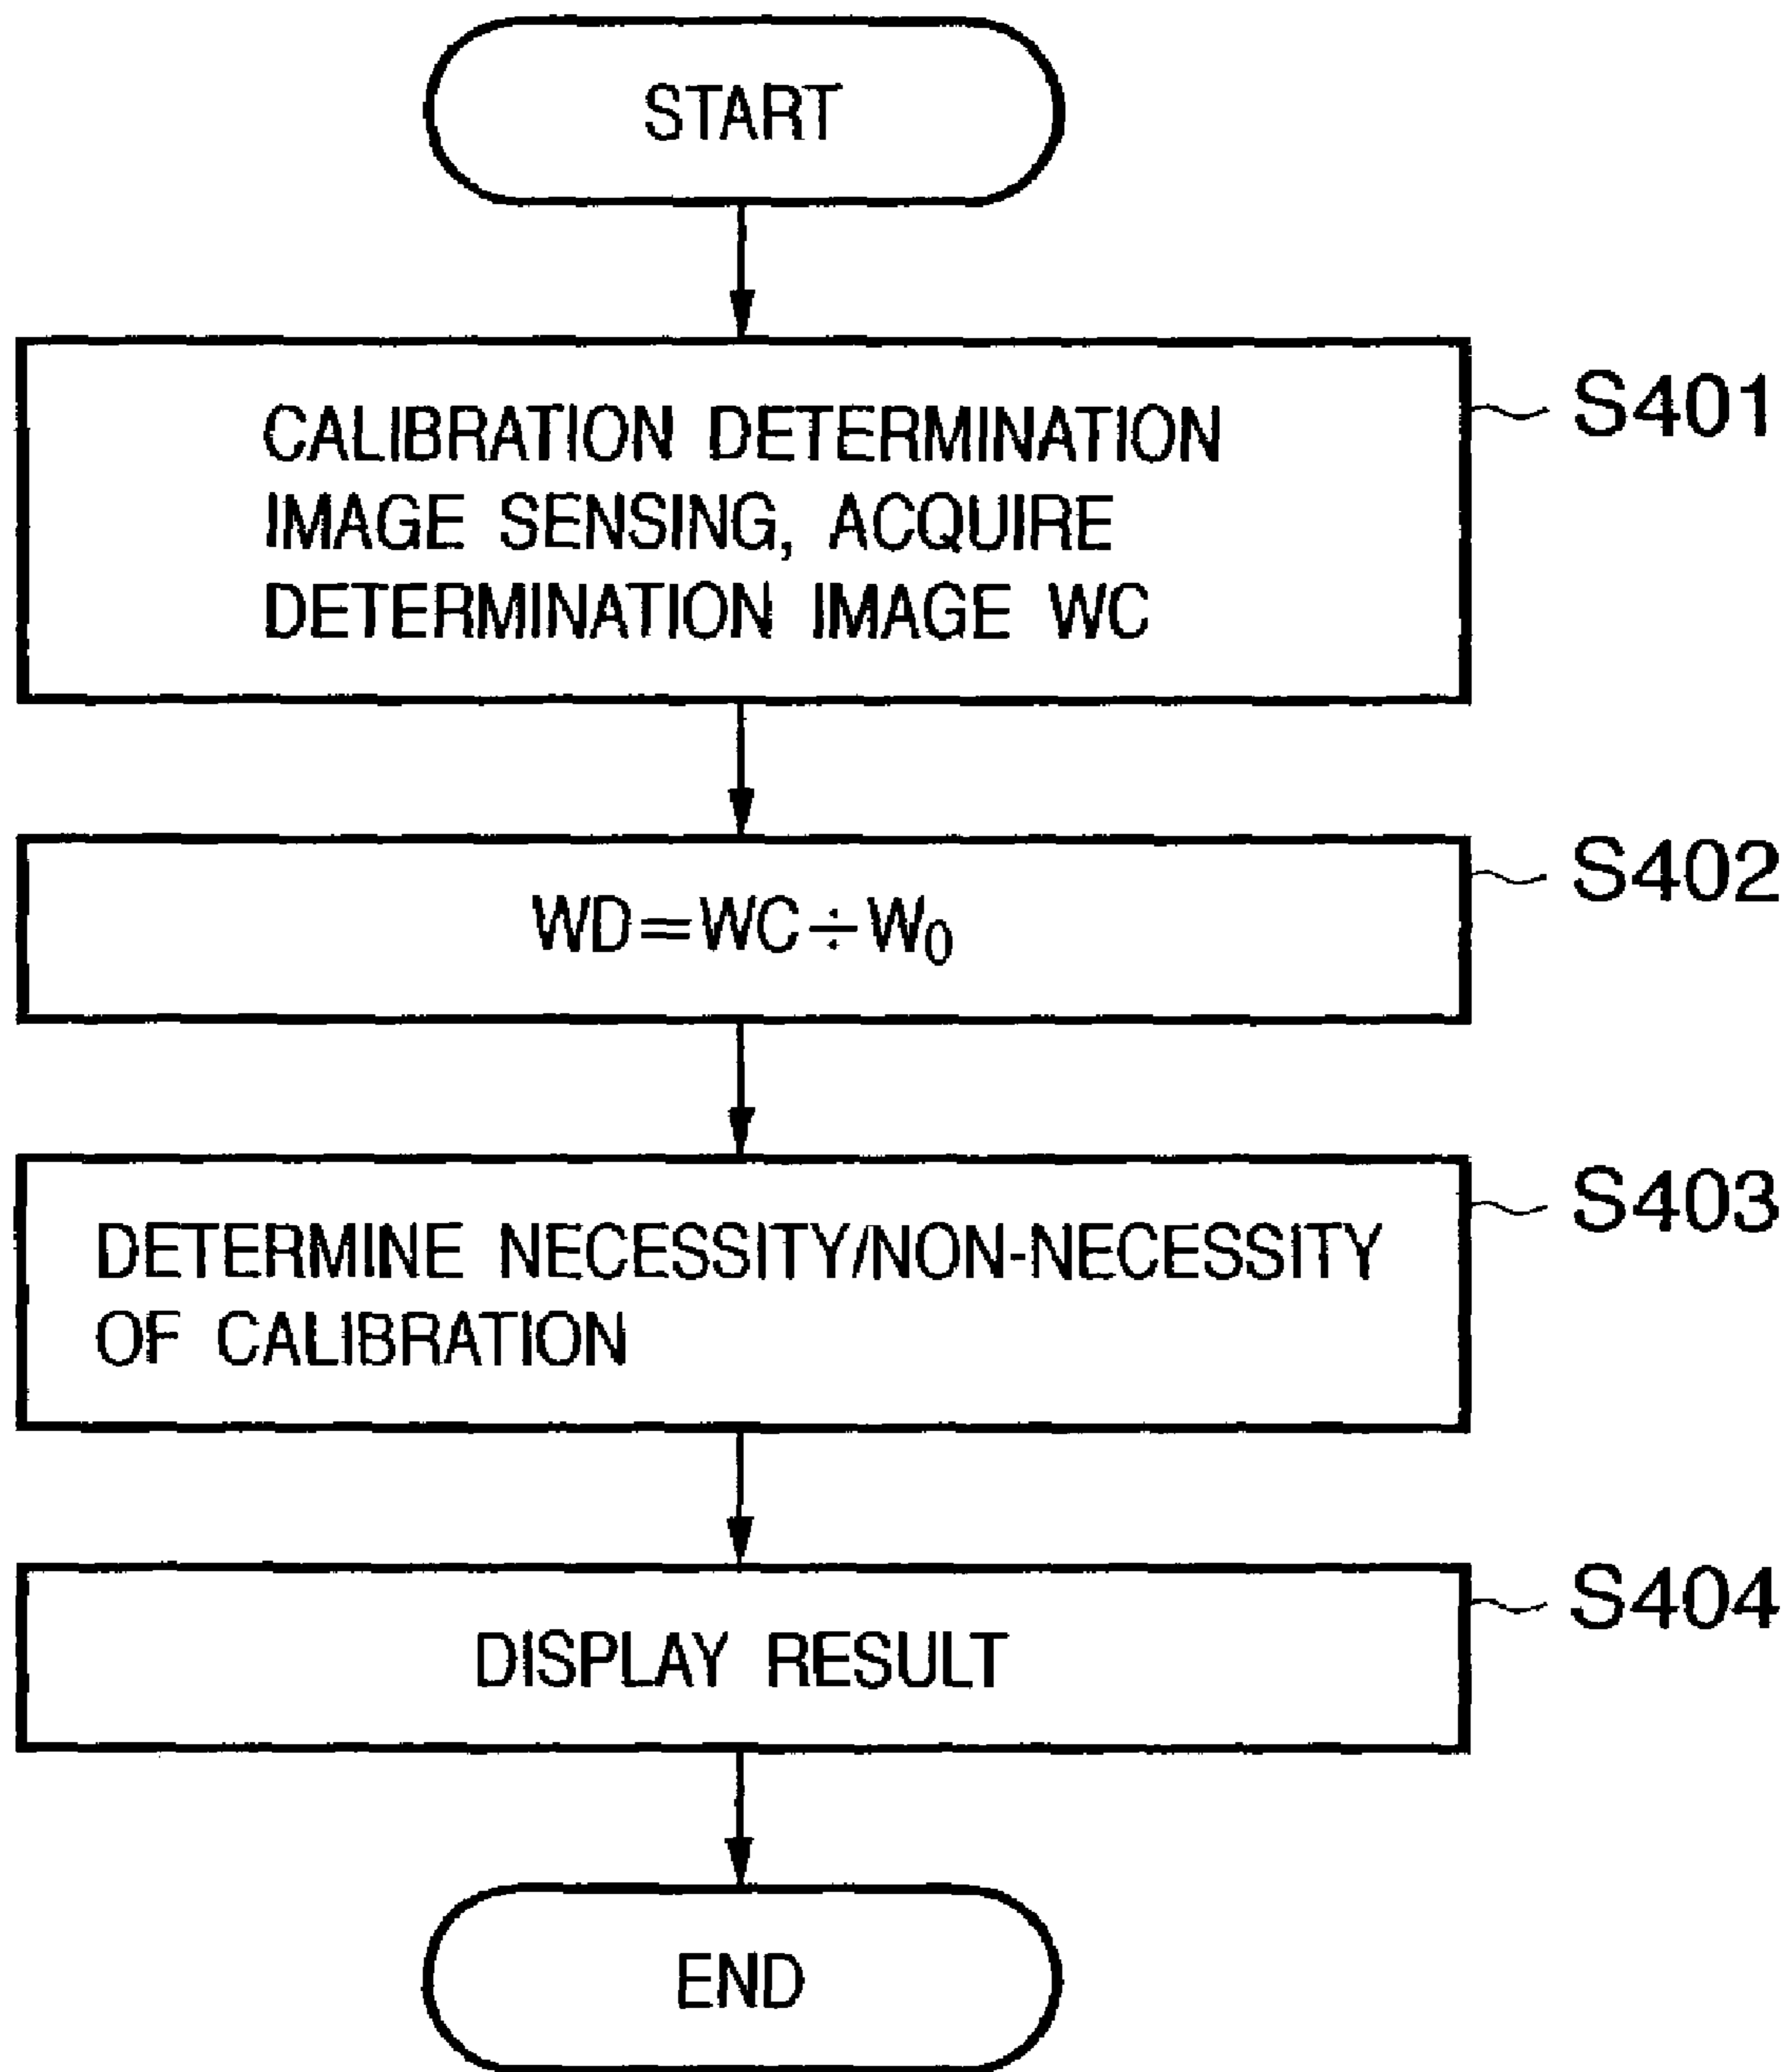 START
CALIBRATION DETERMINATION
IMAGE SENSING, ACQUIRE
DETERMINATION IMAGE WC
S401
WD=WC÷W₀
S402
DETERMINE NECESSITY/NON-NECESSITY
OF CALIBRATION
S403
DISPLAY RESULT
S404
END